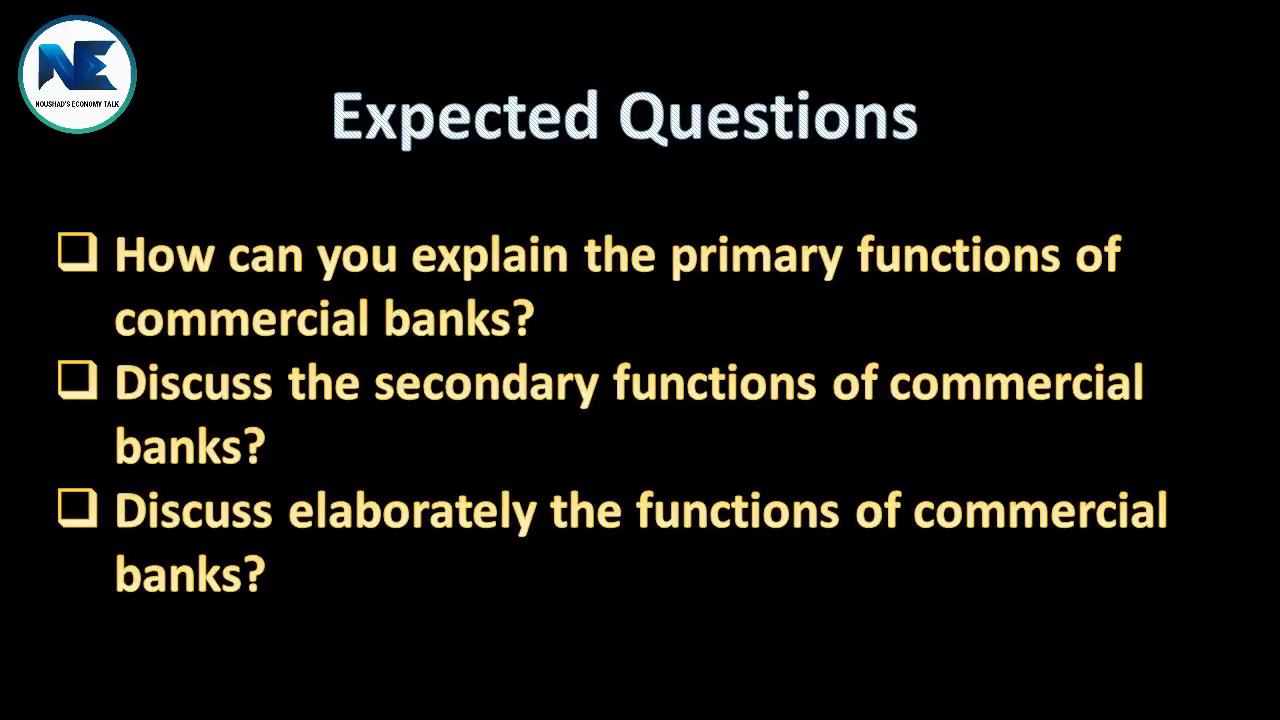 NE
NOUSHAD'S ECONOMY TALK
Expected Questions
How can you explain the primary functions of
commercial banks?
Discuss the secondary functions of commercial
banks?
Discuss elaborately the functions of commercial
banks?